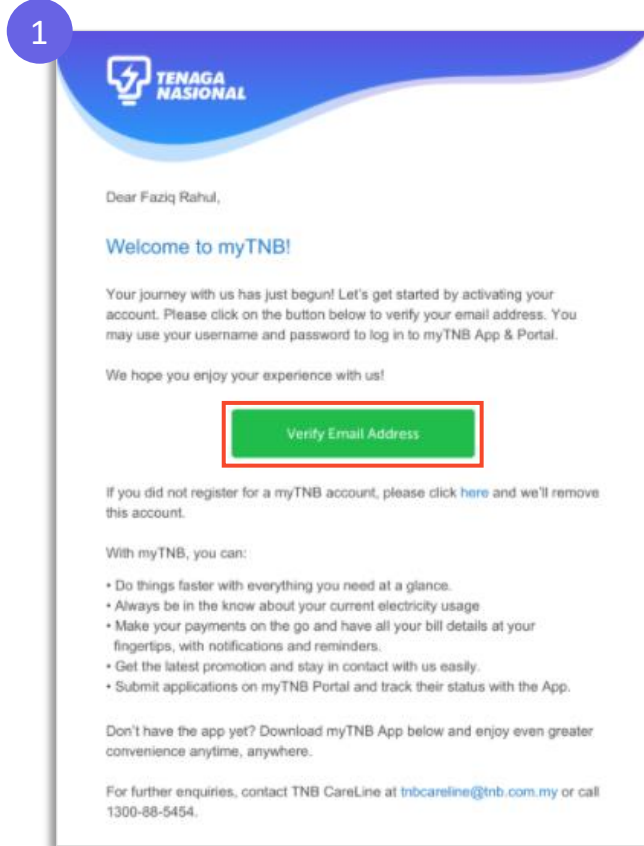 1
TENAGA
NASIONAL
Dear Faziq Rahul,
Welcome to myTNB!
Your journey with us has just begun! Let's get started by activating your
account. Please click on the button below to verify your email address. You
may use your username and password to log in to myTNB App & Portal.
We hope you enjoy your experience with us!
Verify Email Address
If you did not register for a myTNB account, please click here and we'll remove
this account.
With myTNB, you can:
• Do things faster with everything you need at a glance.
• Always be in the know about your current electricity usage
• Make your payments on the go and have all your bill details at your
fingertips, with notifications and reminders.
• Get the latest promotion and stay in contact with us easily.
• Submit applications on myTNB Portal and track their status with the App.
Don't have the app yet? Download myTNB App below and enjoy even greater
convenience anytime, anywhere.
For further enquiries, contact TNB CareLine at tnbcareline@tnb.com.my or call
1300-88-5454.